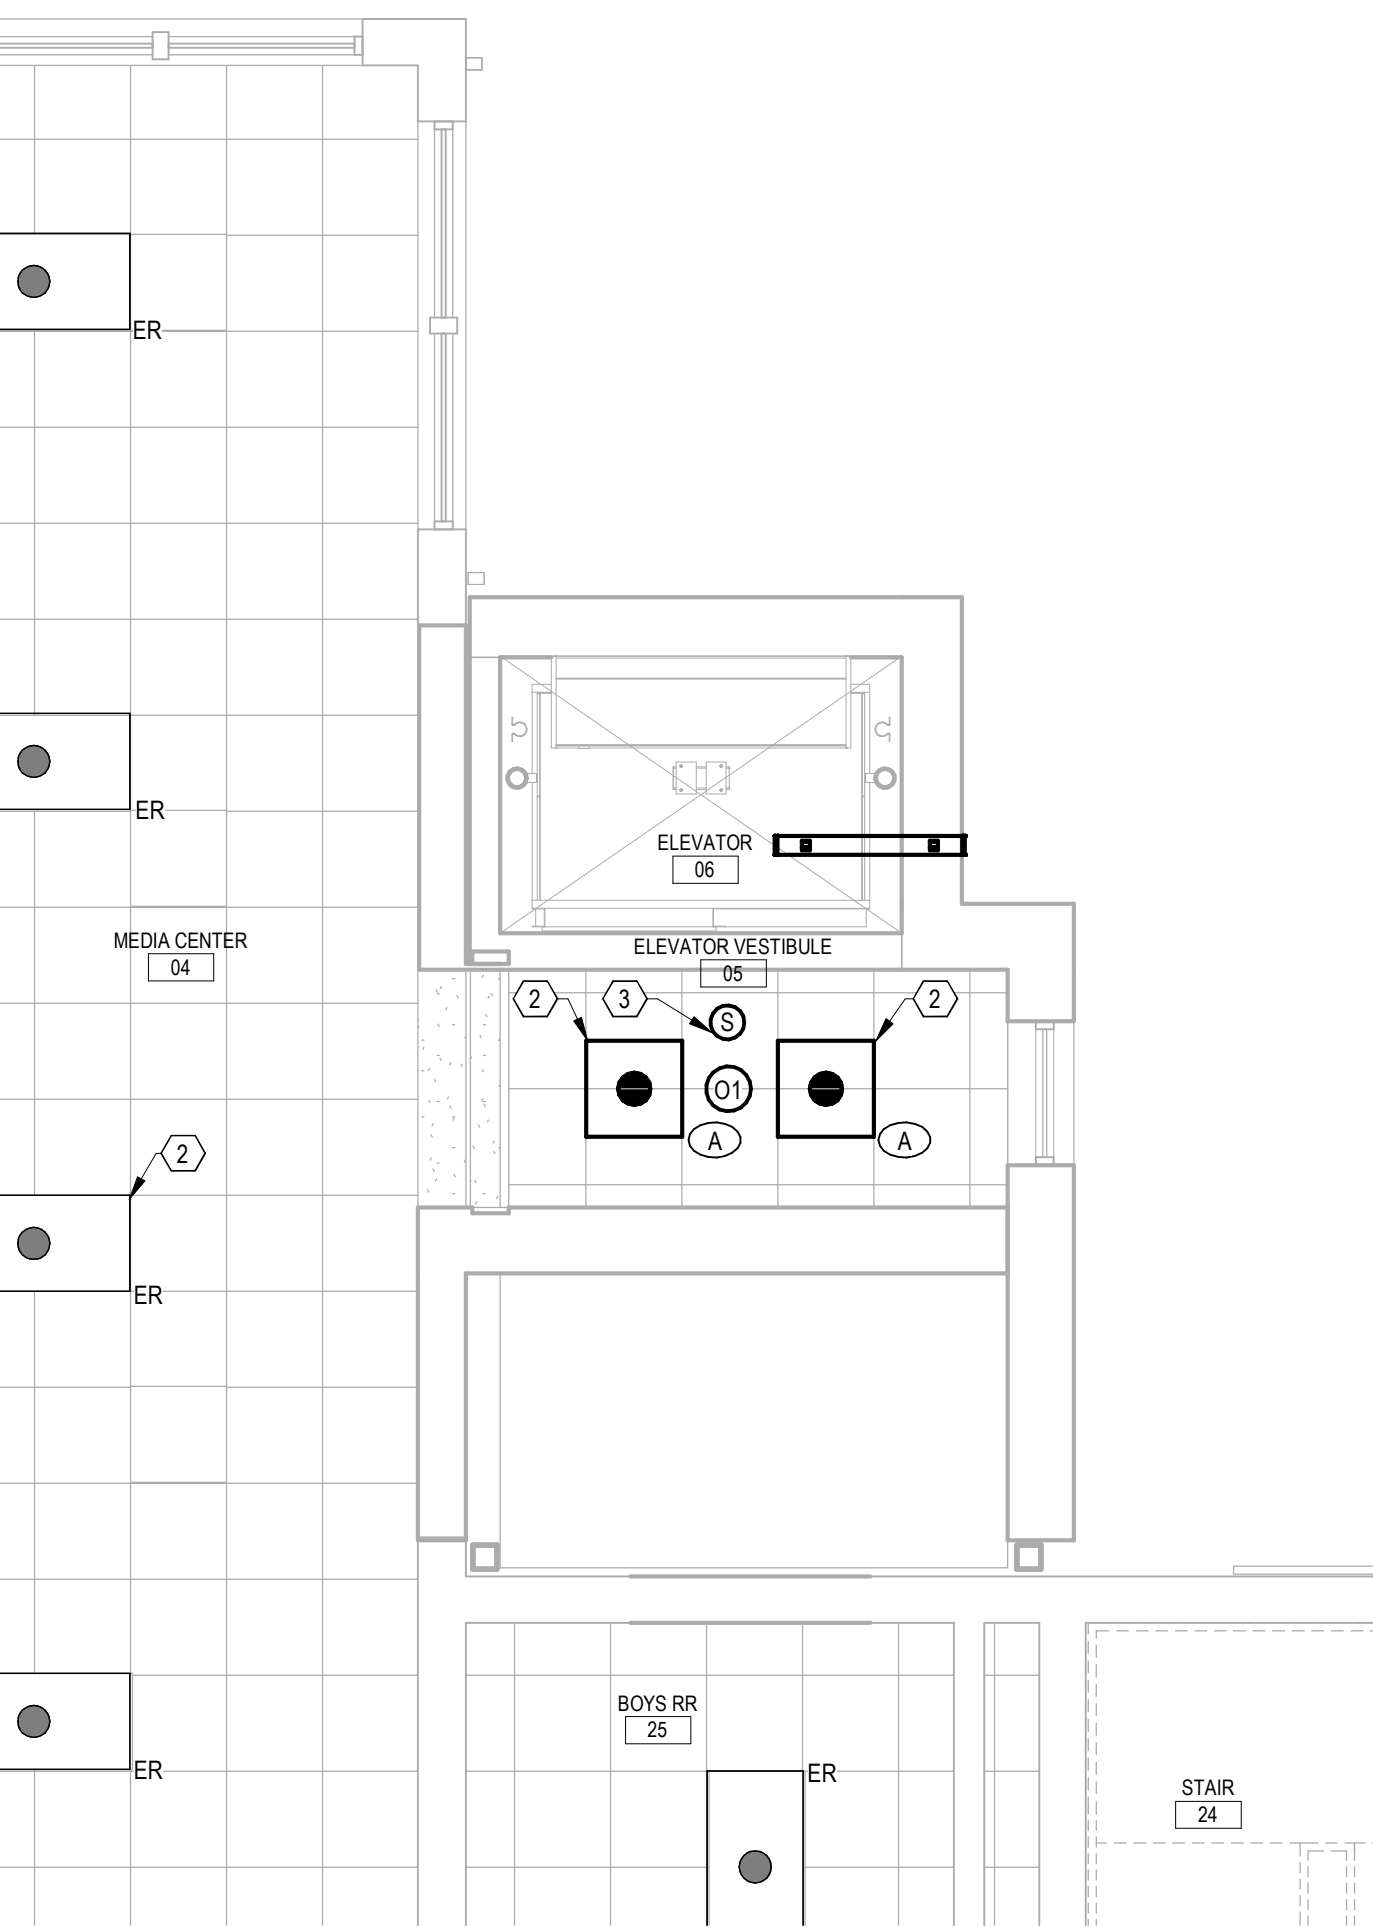 ER
ER
ELEVATOR
06
MEDIA CENTER
04
ELEVATOR VESTIBULE
05
2
3
2
S
O1
A
A
2
ER
BOYS RR
25
ER
ER
STAIR
24